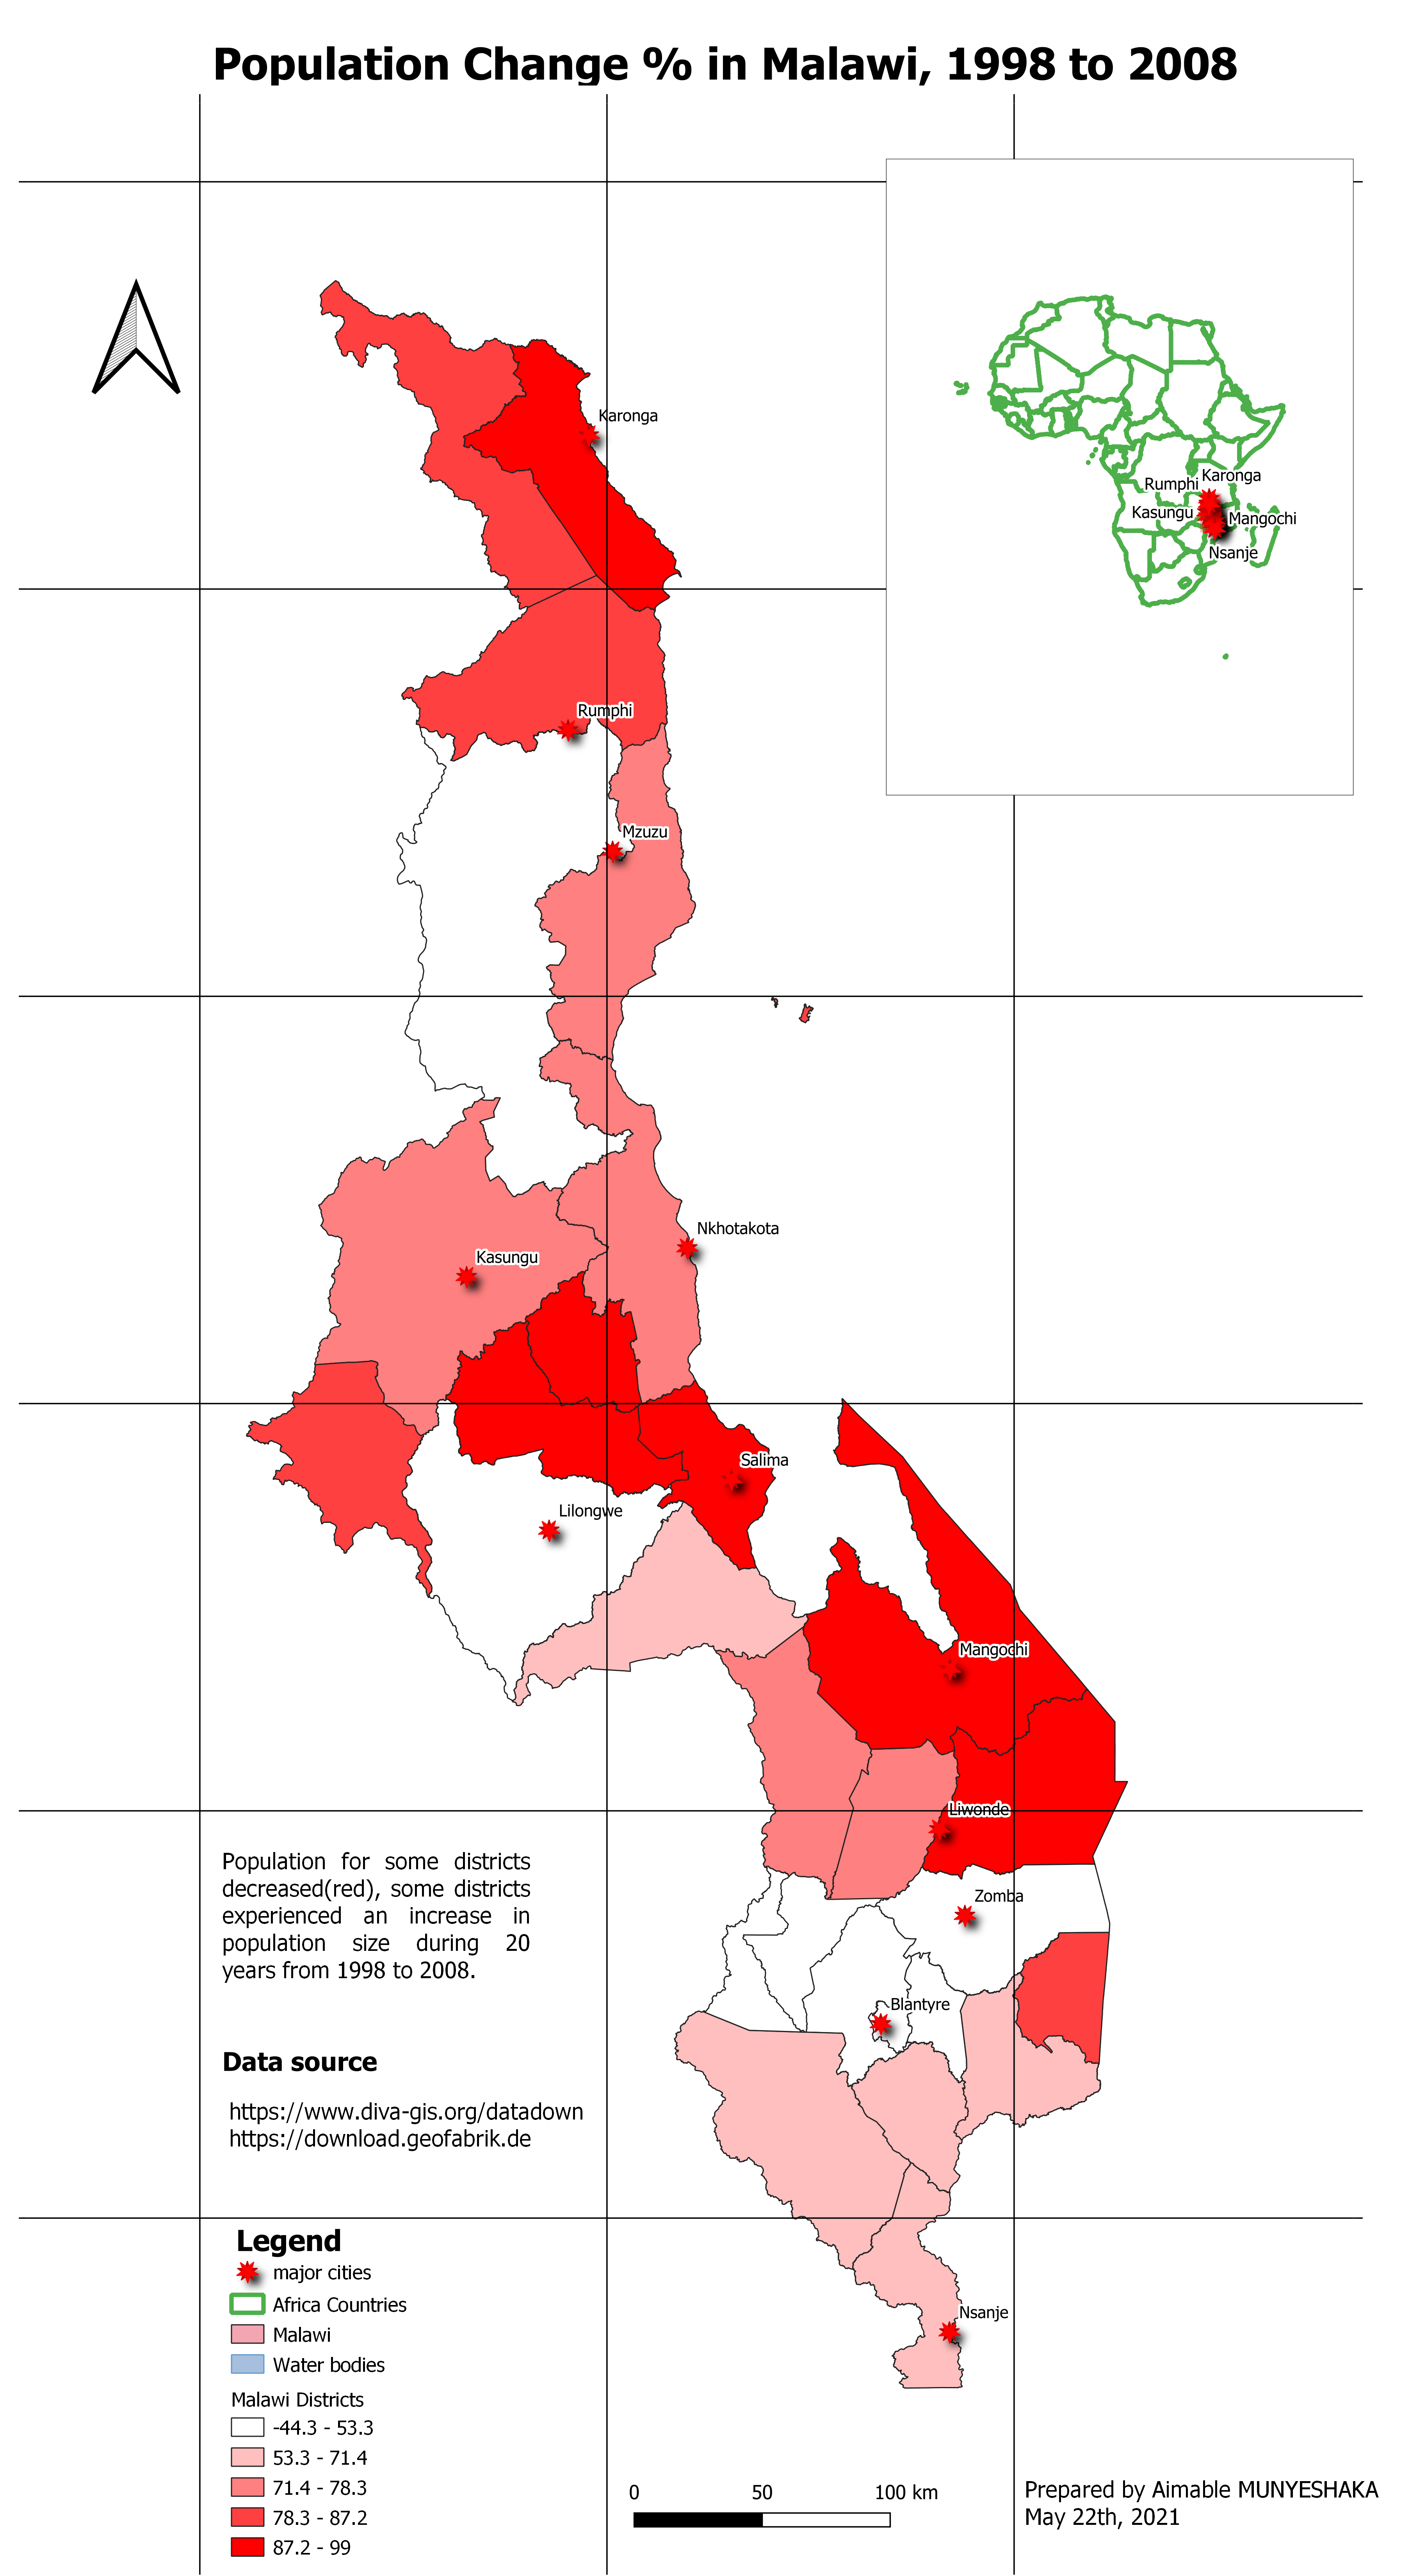 Population Change % in Malawi, 1998 to 2008
Karonga
Rumphi
Karonga
Kasungu
Mangochi
Nsanje
Rumphi
Mzuzu
Nkhotakota
Kasungu
Salima
Lilongwe
Mangochi
Liwonde
Zomba
Blantyre
Nsanje
Population for some districts
decreased(red), some districts
experienced an increase in
population size during 20
years from 1998 to 2008.
Data source
https://www.diva-gis.org/datadown
https://download.geofabrik.de
Legend
major cities
Africa Countries
Malawi
Water bodies
Malawi Districts
-44.3 - 53.3
53.3 - 71.4
71.4 - 78.3
78.3 - 87.2
87.2 - 99
0 50 100 km
Prepared by Aimable MUNYESHAKA
May 22th, 2021